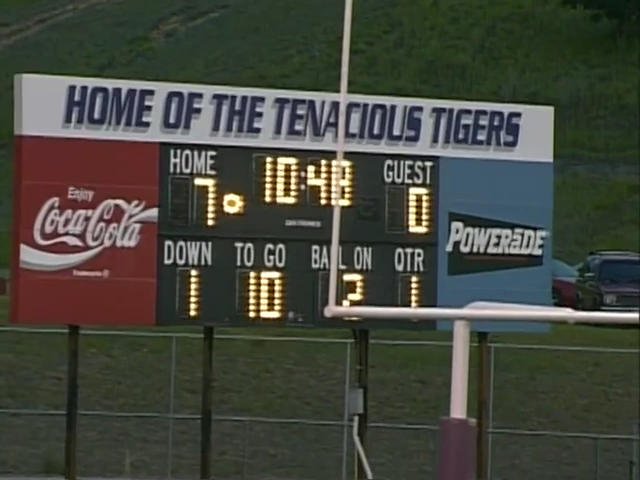 HOME OF THE TENACIOUS TIGERS
HOME 10:48 GUEST
7 0
DOWN TO GO BALL ON QTR
1 10 2 1
Enjoy
Coca-Cola
POWERāDE